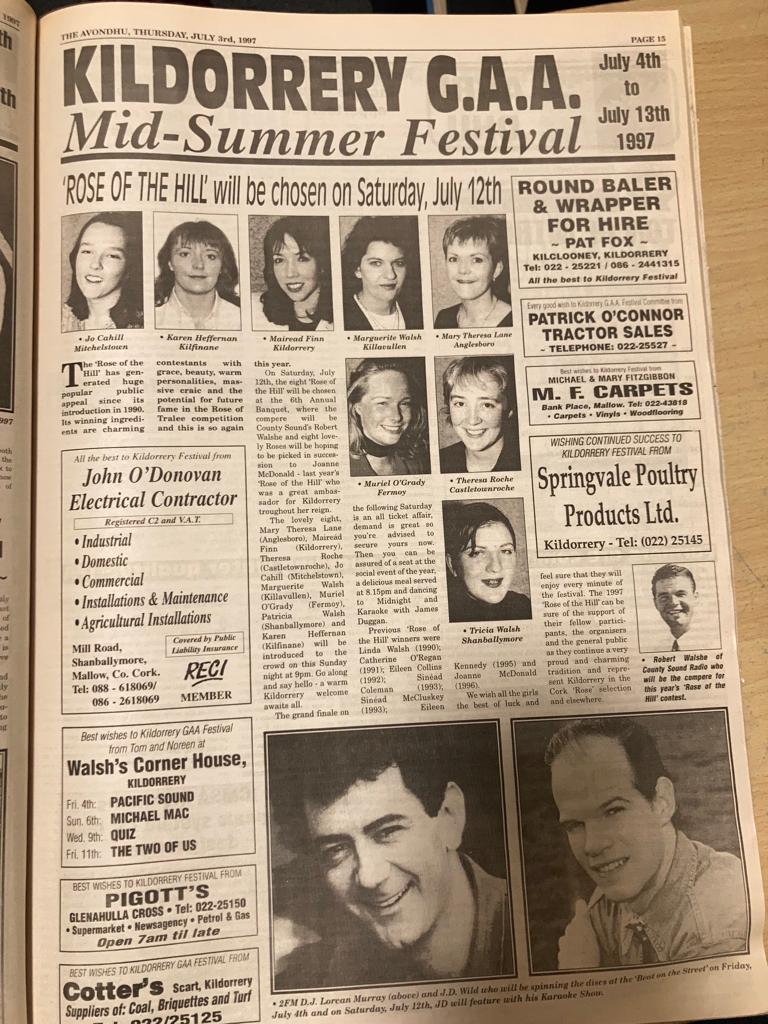 THE AVONDHU, THURSDAY, JULY 3rd, 1997
PAGE 15
KILDORRERY G.A.A.
Mid-Summer Festival
July 4th
to
July 13th
1997
'ROSE OF THE HILL' will be chosen on Saturday, July 12th
• Jo Cahill
Mitchelstown
• Karen Heffernan
Kilfinane
• Mairead Finn
Kildorrery
• Marguerite Walsh
Killavullen
• Mary Theresa Lane
Anglesboro
The 'Rose of the
Hill' has gen-
erated huge
popular public
appeal since its
introduction in 1990.
Its winning ingredi-
ents are charming
contestants with
grace, beauty, warm
personalities, mas-
sive craic and the
potential for future
fame in the Rose of
Tralee competition
and this is so again
this year.
On Saturday, July
12th, the eight 'Rose of
the Hill' will be chosen
at the 6th Annual
Banquet, where the
compere will be
County Sound's Robert
Walshe and eight love-
ly Roses will be hoping
to be picked in succes-
sion to Joanne
McDonald - last year's
'Rose of the Hill' who
was a great ambas-
sador for Kildorrery
troughout her reign.
The lovely eight,
Mary Theresa Lane
(Anglesboro), Mairead
Finn (Kildorrery),
Theresa Roche
(Castletownroche), Jo
Cahill (Mitchelstown),
Marguerite Walsh
(Killavullen), Muriel
O'Grady (Fermoy),
Patricia Walsh
(Shanballymore) and
Karen Heffernan
(Kilfinane) will be
introduced to the
crowd on this Sunday
night at 9pm. Go along
and say hello - a warm
Kildorrery welcome
awaits all.
The grand finale on
• Muriel O'Grady
Fermoy
• Theresa Roche
Castletownroche
the following Saturday
is an all ticket affair,
demand is great so
you're advised to
secure yours now.
Then you can be
assured of a seat at the
social event of the year,
a delicious meal served
at 8.15pm and dancing
to Midnight and
Karaoke with James
Duggan.
Previous 'Rose of
the Hill' winners were
Linda Walsh (1990);
Catherine O'Regan
(1991); Eileen Collins
(1992); Sinéad
Coleman (1993);
Sinéad McCluskey
(1993); Eileen
• Tricia Walsh
Shanballymore
Kennedy (1995) and
Joanne McDonald
(1996).
We wish all the girls
the best of luck and
feel sure that they will
enjoy every minute of
the festival. The 1997
'Rose of the Hill' can be
sure of the support of
their fellow partici-
pants, the organisers
and the general public
as they continue a very
proud and charming
tradition and repre-
sent Kildorrery in the
Cork 'Rose' selection
and elsewhere.
• Robert Walshe of
County Sound Radio who
will be the compere for
this year's 'Rose of the
Hill' contest.
ROUND BALER
& WRAPPER
FOR HIRE
~ PAT FOX ~
KILCLOONEY, KILDORRERY
Tel: 022 - 25221 / 086 - 2441315
All the best to Kildorrery Festival
Every good wish to Kildorrery G.A.A. Festival Committee from
PATRICK O'CONNOR
TRACTOR SALES
~ TELEPHONE: 022-25527 ~
Best wishes to Kildorrery Festival from
MICHAEL & MARY FITZGIBBON
M. F. CARPETS
Bank Place, Mallow. Tel: 022-43818
• Carpets • Vinyls • Woodflooring
WISHING CONTINUED SUCCESS TO
KILDORRERY FESTIVAL FROM
Springvale Poultry
Products Ltd.
Kildorrery - Tel: (022) 25145
All the best to Kildorrery Festival from
John O'Donovan
Electrical Contractor
Registered C2 and V.A.T.
• Industrial
• Domestic
• Commercial
• Installations & Maintenance
• Agricultural Installations
Mill Road,
Shanballymore,
Mallow, Co. Cork.
Tel: 088 - 618069/
086 - 2618069
Covered by Public
Liability Insurance
RECI
MEMBER
Best wishes to Kildorrery GAA Festival
from Tom and Noreen at
Walsh's Corner House,
KILDORRERY
Fri. 4th: PACIFIC SOUND
Sun. 6th: MICHAEL MAC
Wed. 9th: QUIZ
Fri. 11th: THE TWO OF US
BEST WISHES TO KILDORRERY FESTIVAL FROM
PIGOTT'S
GLENAHULLA CROSS • Tel: 022-25150
• Supermarket • Newsagency • Petrol & Gas
Open 7am til late
BEST WISHES TO KILDORRERY GAA FESTIVAL FROM
Cotter's Scart, Kildorrery
Suppliers of: Coal, Briquettes and Turf
022/25125
• 2FM D.J. Lorcan Murray (above) and J.D. Wild who will be spinning the discs at the 'Beat on the Street' on Friday,
July 4th and on Saturday, July 12th, JD will feature with his Karaoke Show.